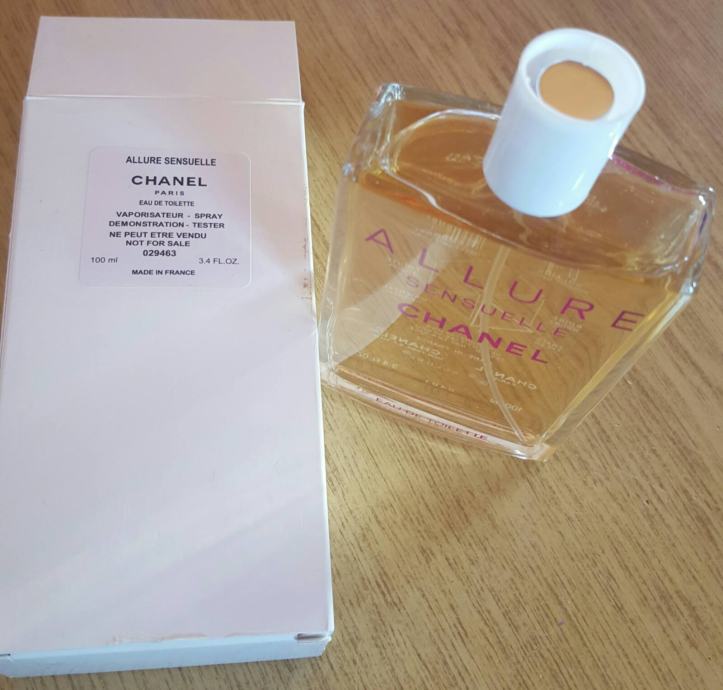 ALLURE SENSUELLE
CHANEL
PARIS
EAU DE TOILETTE
VAPORISATEUR - SPRAY
DEMONSTRATION - TESTER
NE PEUT ETRE VENDU
NOT FOR SALE
029463
100 ml 3.4 FL.OZ.
MADE IN FRANCE
ALLURE
SENSUELLE
CHANEL
EAU DE TOILETTE